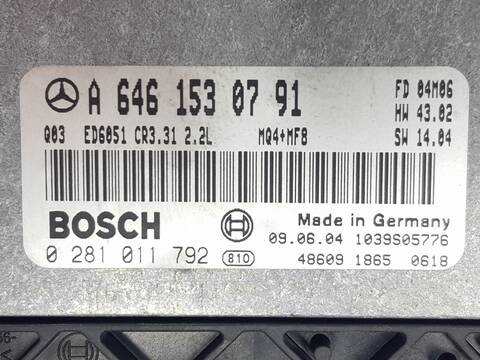 A 646 153 07 91
FD 04M06
HW 43.02
Q03 ED6051 CR3.31 2.2L MQ4+MF8 SW 14.04
BOSCH
Made in Germany
09.06.04 1039S05776
0 281 011 792 810
48609 1865 0618